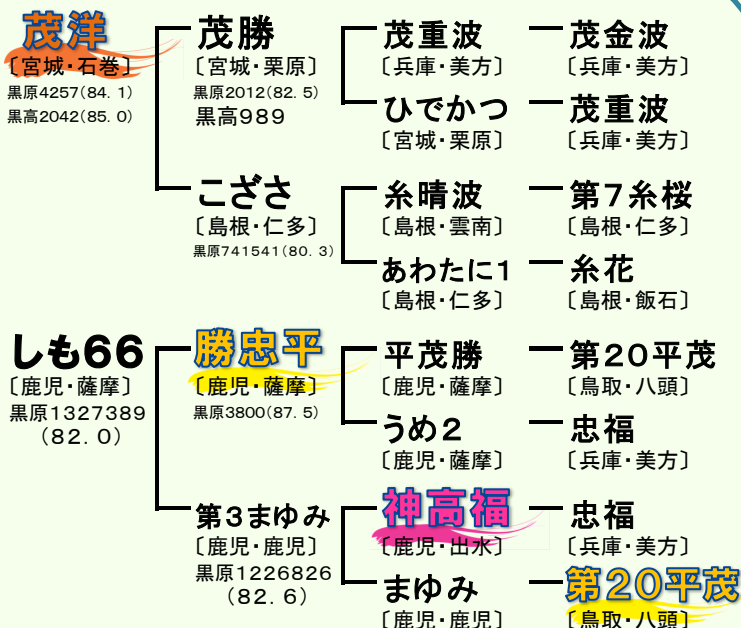 茂洋
〔宮城・石巻〕
黒原4257(84.1)
黒高2042(85.0)
茂勝
〔宮城・栗原〕
黒原2012(82.5)
黒高989
茂重波
〔兵庫・美方〕
茂金波
〔兵庫・美方〕
ひでかつ
〔宮城・栗原〕
茂重波
〔兵庫・美方〕
こざさ
〔島根・仁多〕
黒原741541(80.3)
糸晴波
〔島根・雲南〕
第7糸桜
〔島根・仁多〕
あわたに1
〔島根・仁多〕
糸花
〔島根・飯石〕
しも66
〔鹿児・薩摩〕
黒原1327389
(82.0)
勝忠平
〔鹿児・薩摩〕
黒原3800(87.5)
平茂勝
〔鹿児・薩摩〕
第20平茂
〔鳥取・八頭〕
うめ2
〔鹿児・薩摩〕
忠福
〔兵庫・美方〕
第3まゆみ
〔鹿児・鹿児〕
黒原1226826
(82.6)
神高福
〔鹿児・出水〕
忠福
〔兵庫・美方〕
まゆみ
〔鹿児・鹿児〕
第20平茂
〔鳥取・八頭〕